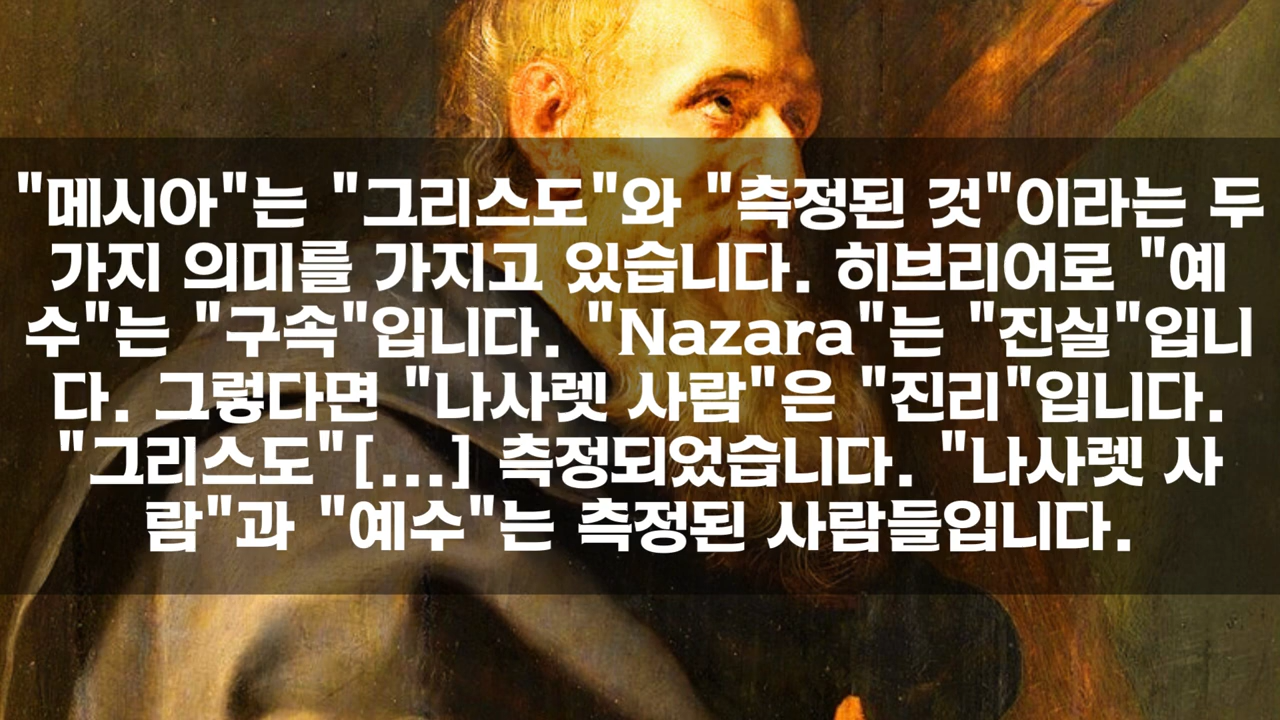 "메시아"는 "그리스도"와 "측정된 것"이라는 두
가지 의미를 가지고 있습니다. 히브리어로 "예
수"는 "구속"입니다. "Nazara"는 "진실"입니
다. 그렇다면 "나사렛 사람"은 "진리"입니다.
"그리스도"[...] 측정되었습니다. "나사렛 사
람"과 "예수"는 측정된 사람들입니다.